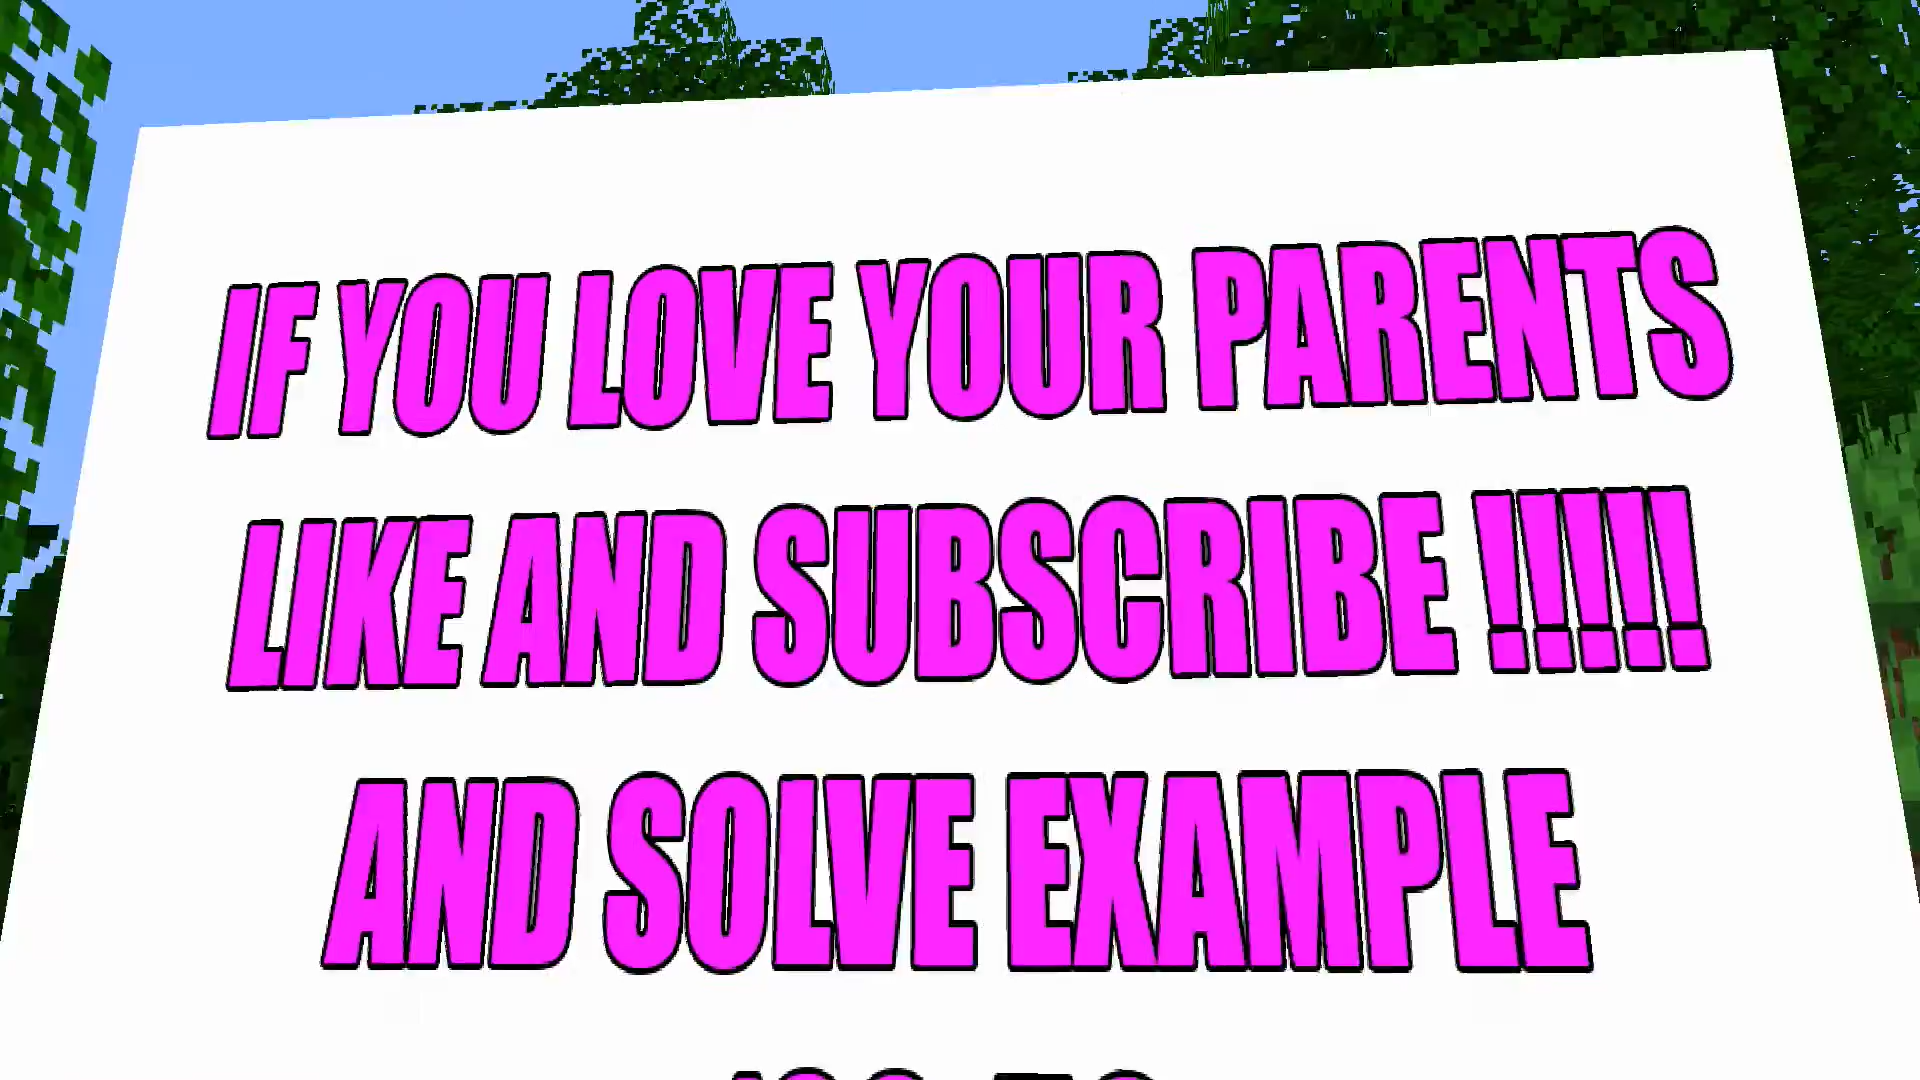 IF YOU LOVE YOUR PARENTS
LIKE AND SUBSCRIBE !!!!!
AND SOLVE EXAMPLE